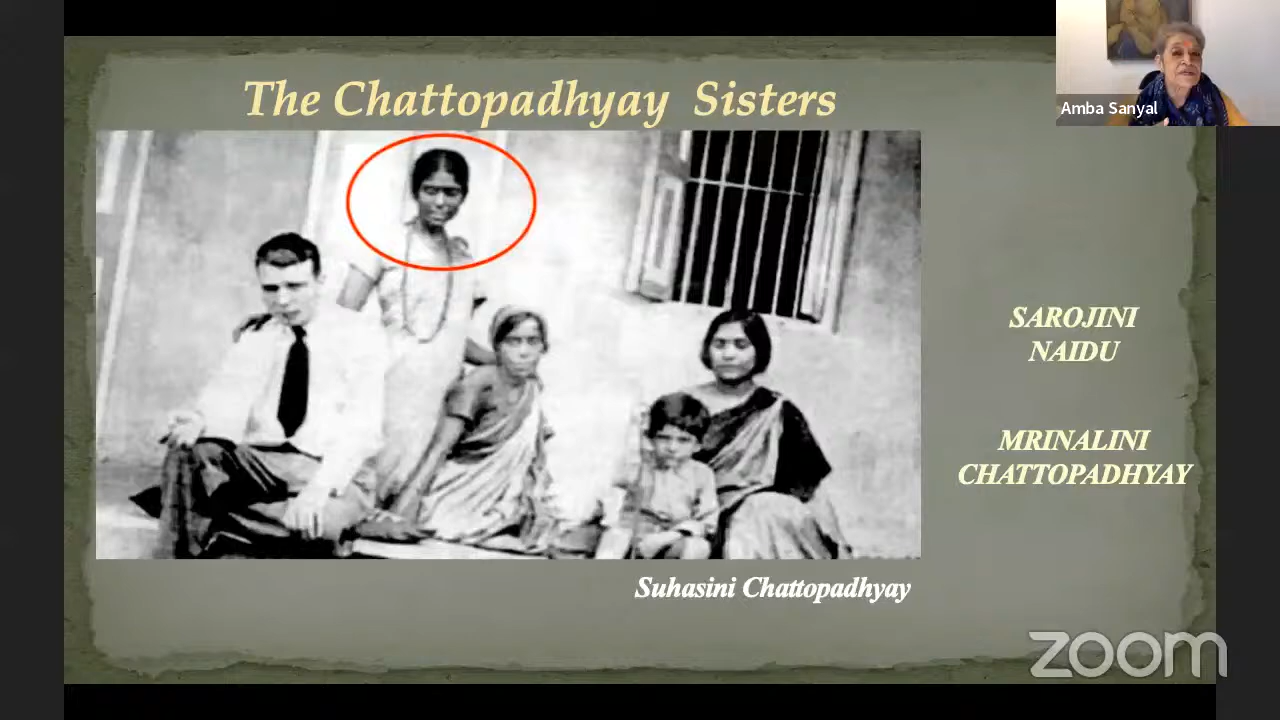 The Chattopadhyay Sisters
Amba Sanyal
SAROJINI
NAIDU
MRINALINI
CHATTOPADHYAY
Suhasini Chattopadhyay
zoom